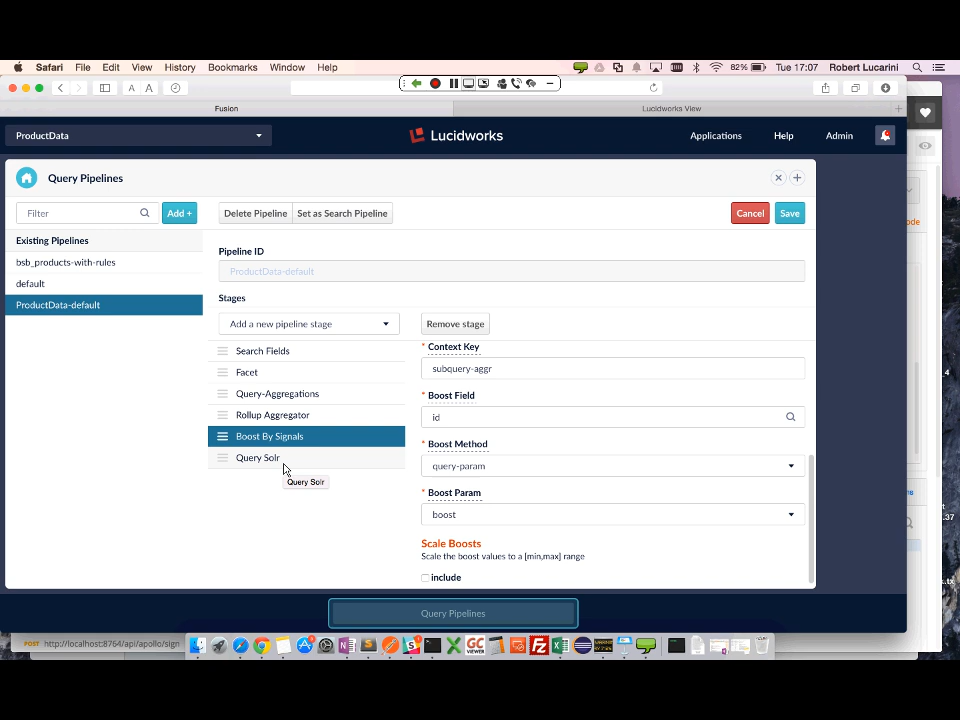 Safari File Edit View History Bookmarks Window Help 82% Tue 17:07 Robert Lucarini
A A
Fusion Lucidworks View
ProductData Lucidworks Applications Help Admin
Query Pipelines
Filter Add + Delete Pipeline Set as Search Pipeline Cancel Save
Existing Pipelines
bsb_products-with-rules
default
ProductData-default
Pipeline ID
ProductData-default
Stages
Add a new pipeline stage Remove stage
Search Fields
Facet
Query-Aggregations
Rollup Aggregator
Boost By Signals
Query Solr
Query Solr
* Context Key
subquery-aggr
* Boost Field
id
* Boost Method
query-param
* Boost Param
boost
Scale Boosts
Scale the boost values to a [min,max] range
include
Query Pipelines
POST http://localhost:8764/api/apollo/sign